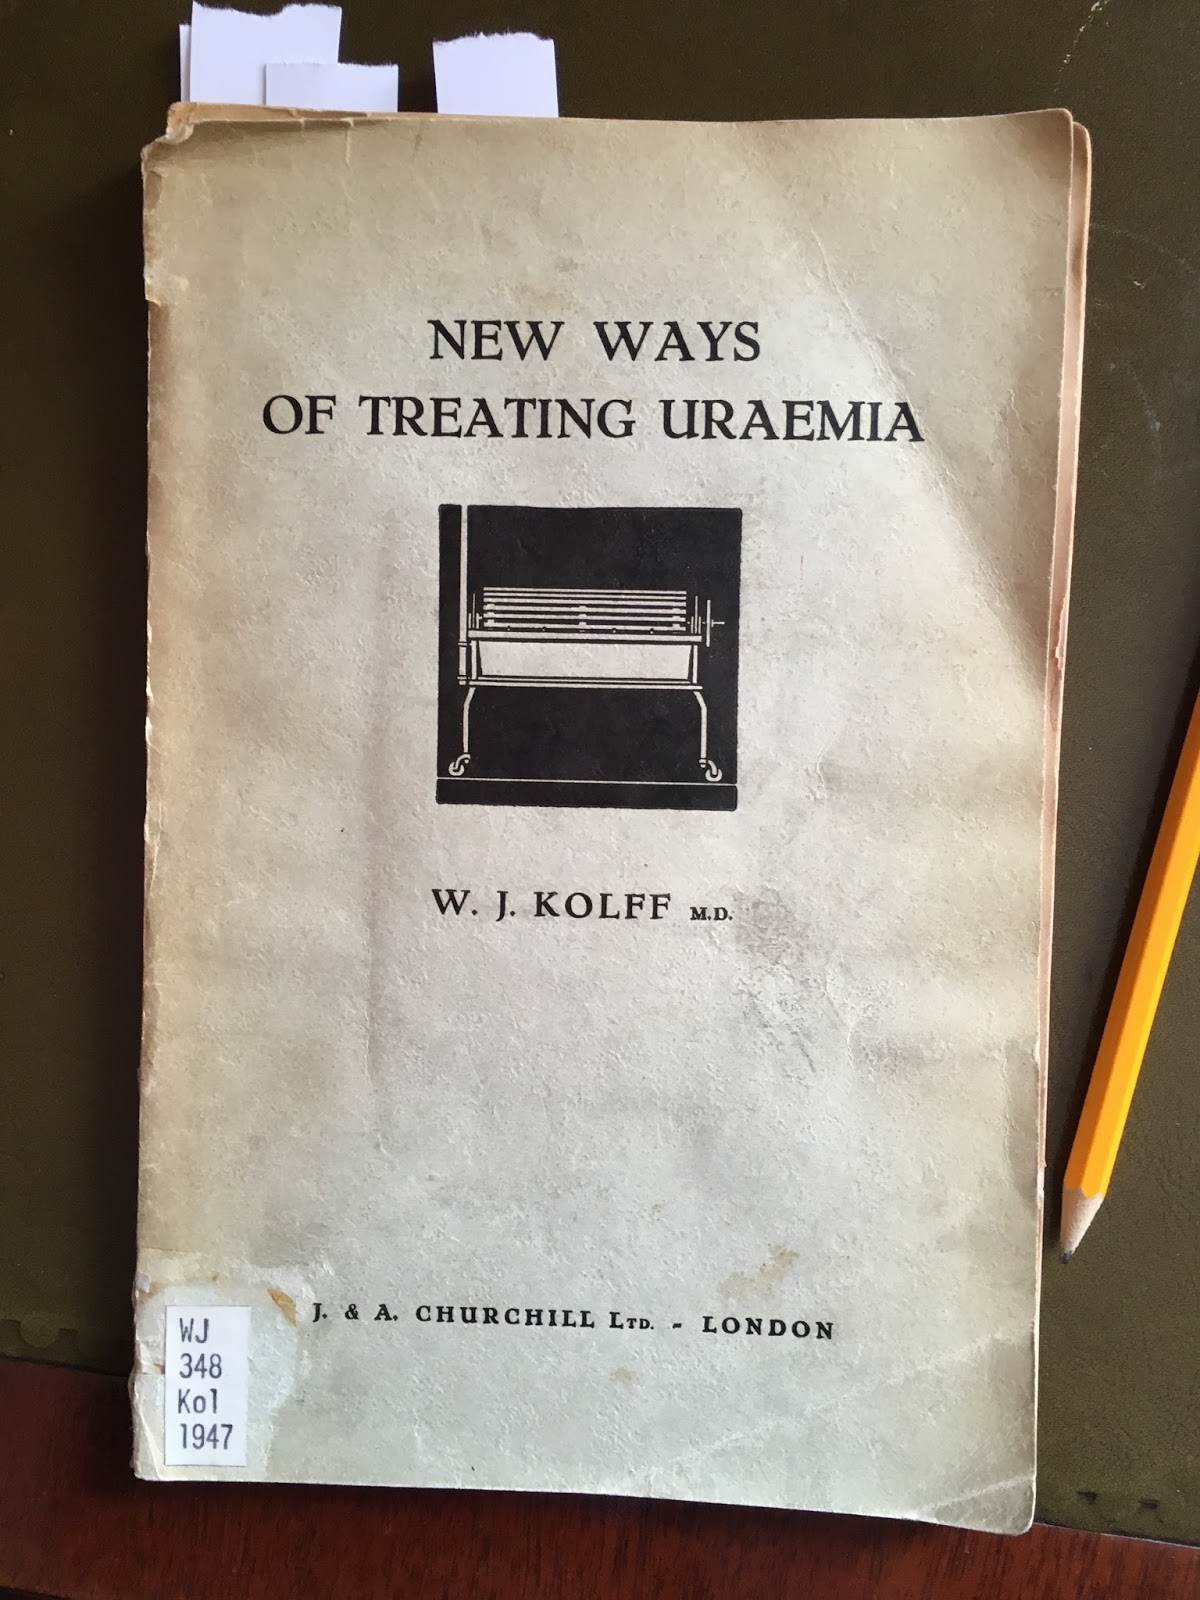 NEW WAYS
OF TREATING URAEMIA
W. J. KOLFF M.D.
J. & A. CHURCHILL LTD. - LONDON
WJ
348
Kol
1947